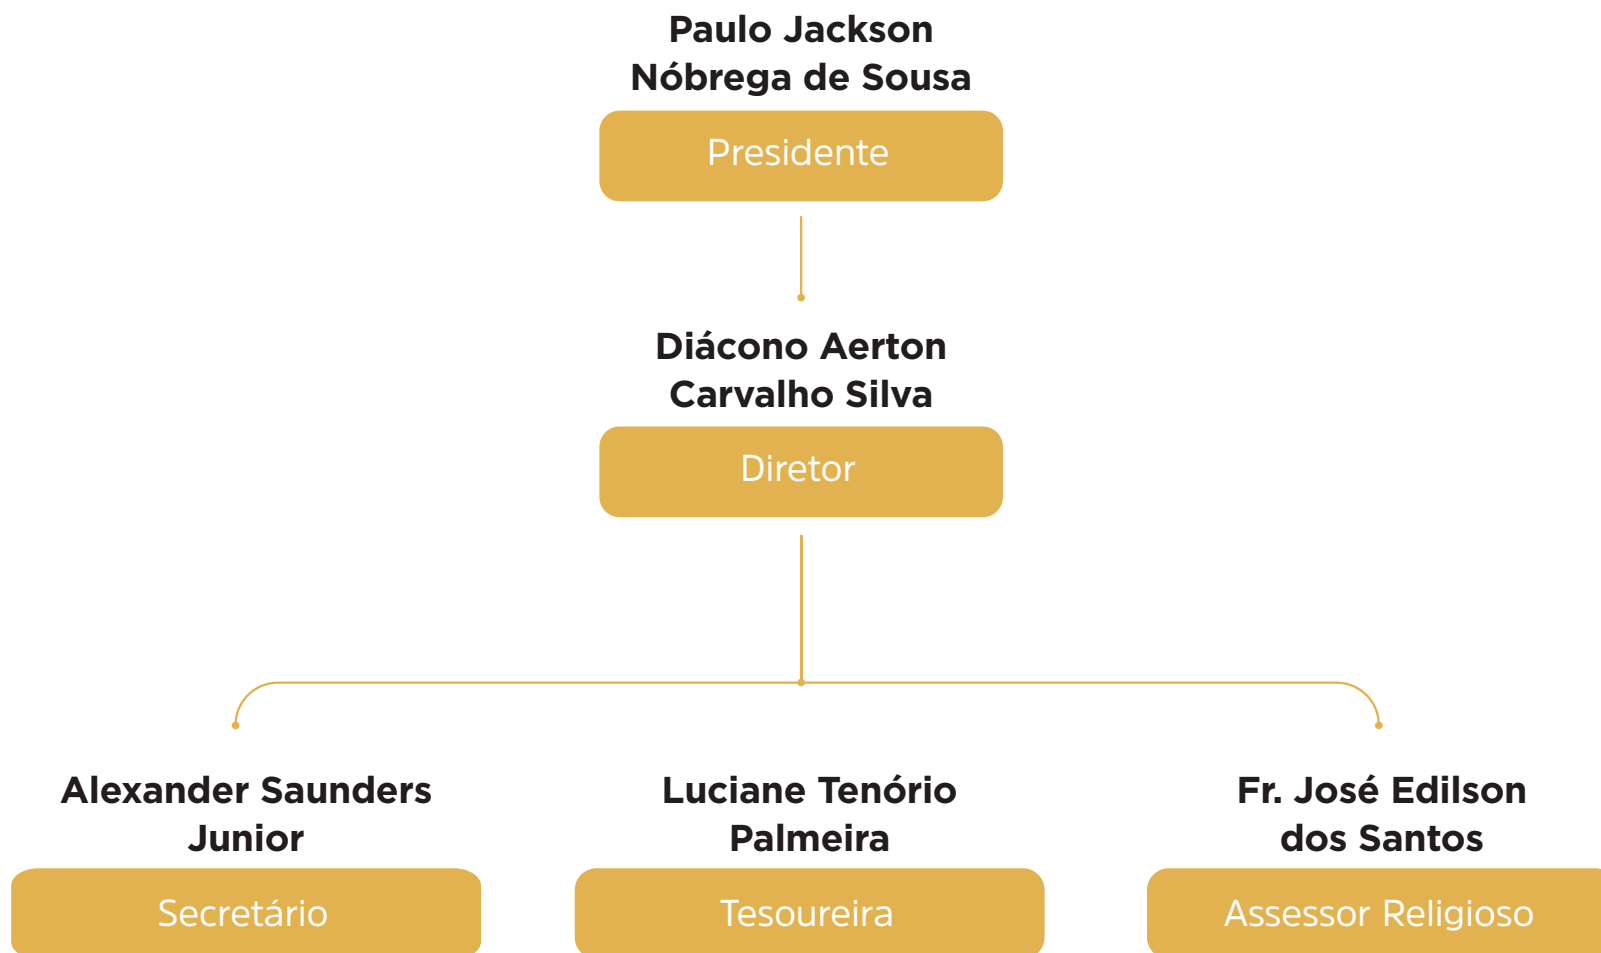 Paulo Jackson
Nóbrega de Sousa
Presidente
Diácono Aerton
Carvalho Silva
Diretor
Alexander Saunders
Junior
Secretário
Luciane Tenório
Palmeira
Tesoureira
Fr. José Edilson
dos Santos
Assessor Religioso